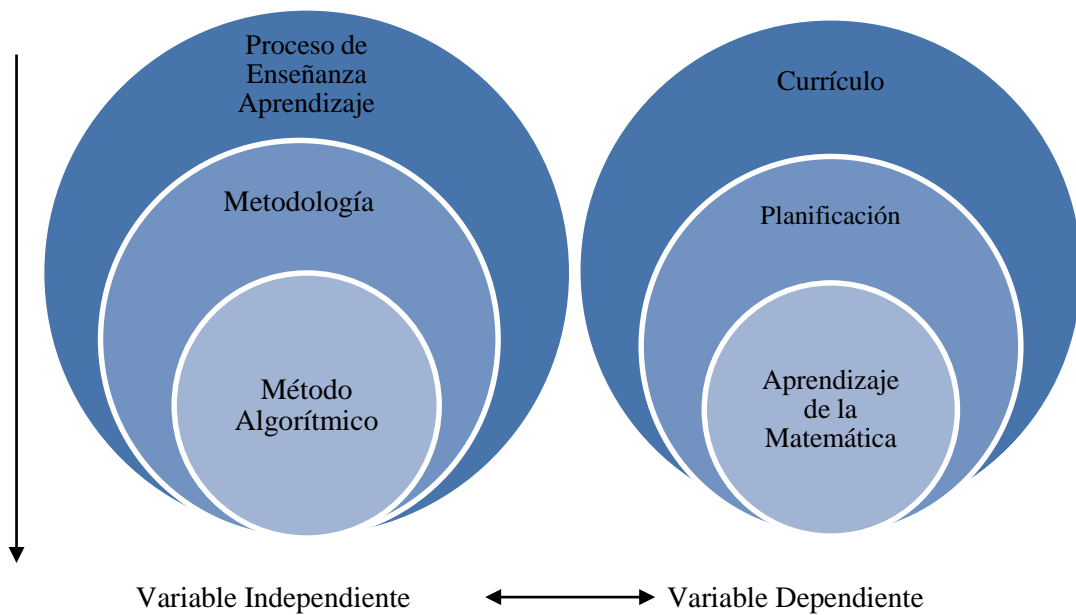 Proceso de
Enseñanza
Aprendizaje
Metodología
Método
Algorítmico
Currículo
Planificación
Aprendizaje
de la
Matemática
Variable Independiente
Variable Dependiente